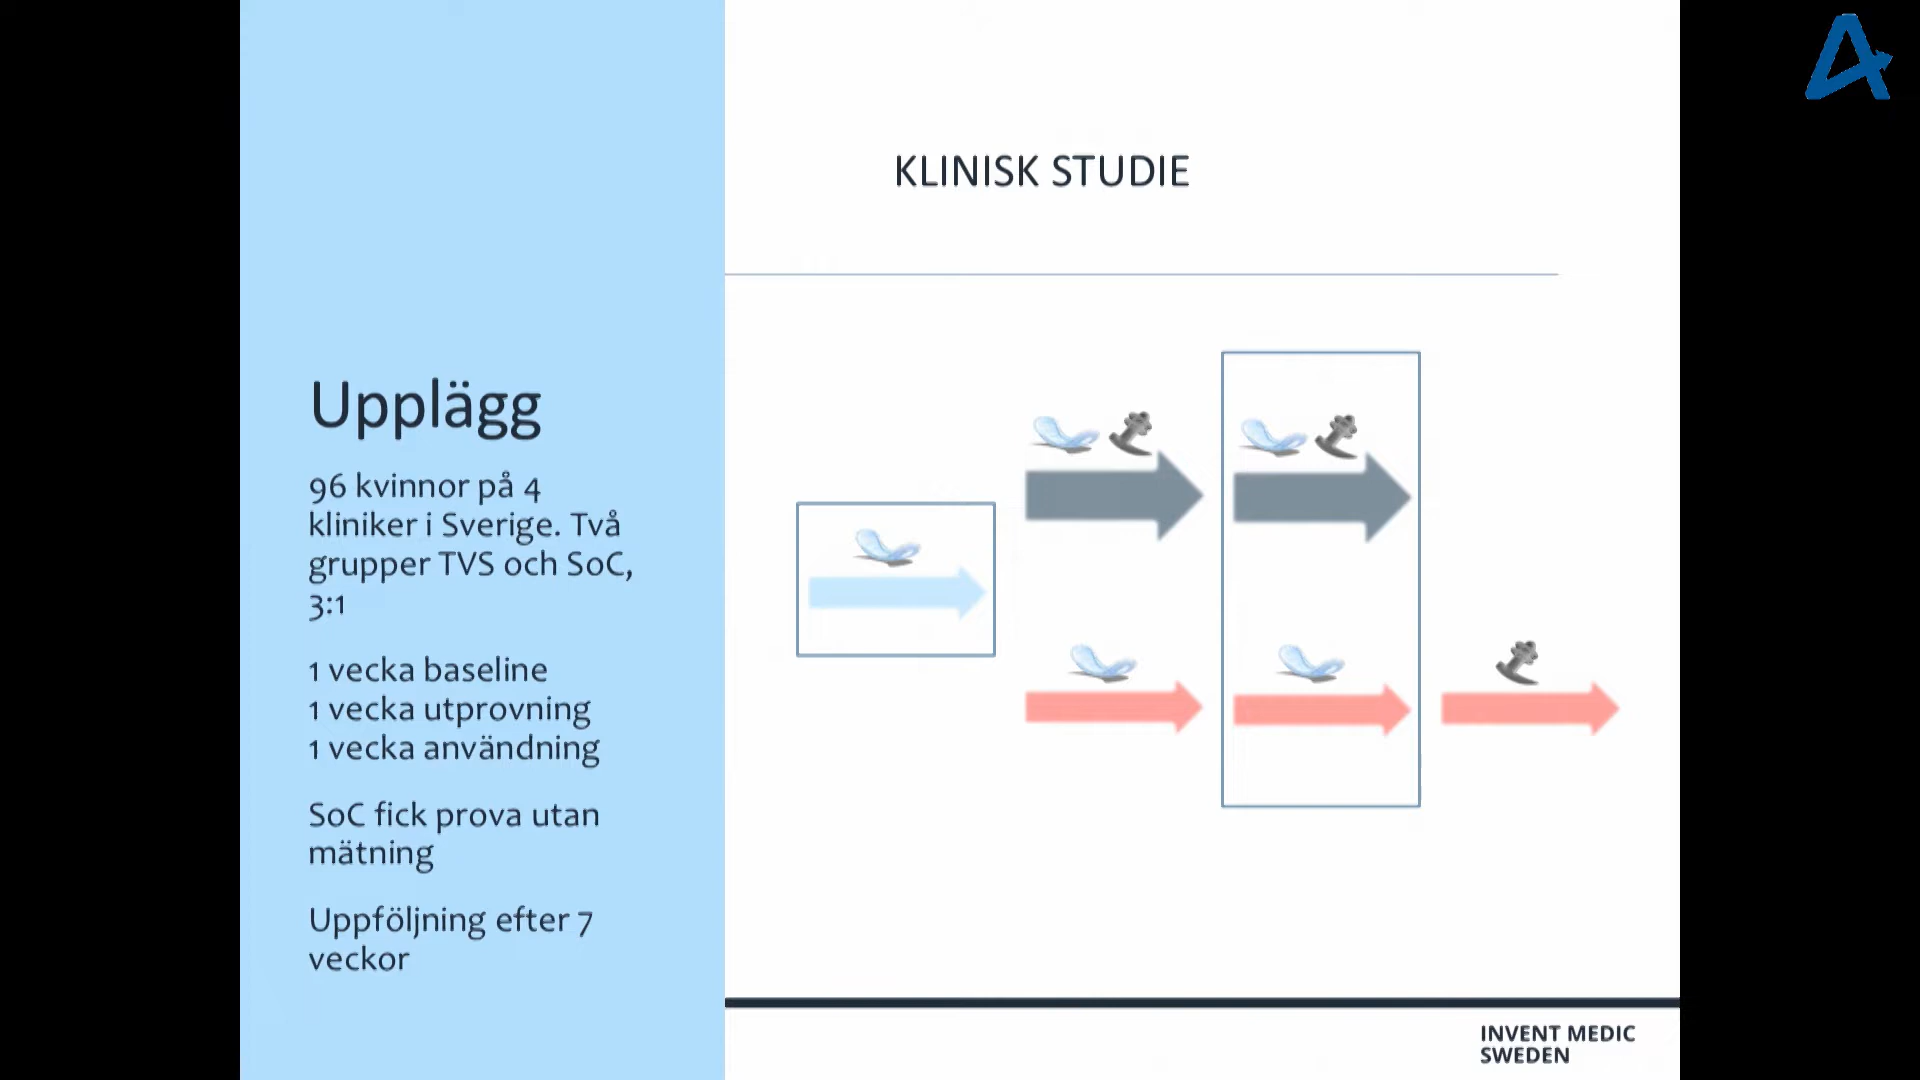 KLINISK STUDIE
Upplägg
96 kvinnor på 4
kliniker i Sverige. Två
grupper TVS och SoC,
3:1
1 vecka baseline
1 vecka utprovning
1 vecka användning
SoC fick prova utan
mätning
Uppföljning efter 7
veckor
INVENT MEDIC
SWEDEN